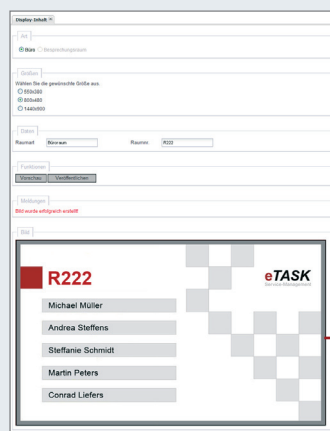 Display-Inhalt
Art
Büro Besprechungsraum
Größen
Wählen Sie die gewünschte Größe aus.
550x380
800x480
1440x900
Daten
Raumart Büroraum Raumnr. R222
Funktionen
Vorschau Veröffentlichen
Meldungen
Bild wurde erfolgreich erstellt!
Bild
R222
eTASK
Service-Management
Michael Müller
Andrea Steffens
Steffanie Schmidt
Martin Peters
Conrad Liefers